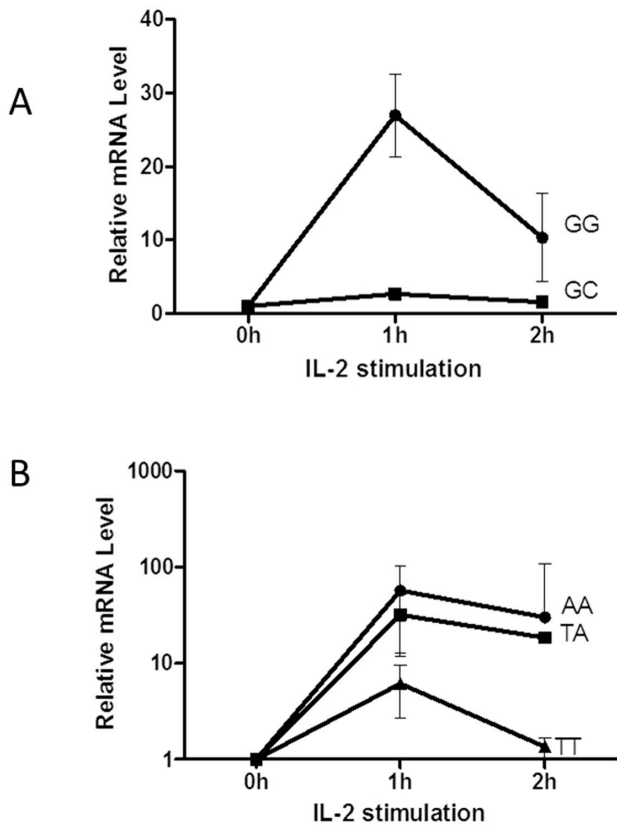 A
Relative mRNA Level
40
30
20
10
0
GG
GC
0h 1h 2h
IL-2 stimulation
B
Relative mRNA Level
1000
100
10
1
AA
TA
TT
0h 1h 2h
IL-2 stimulation